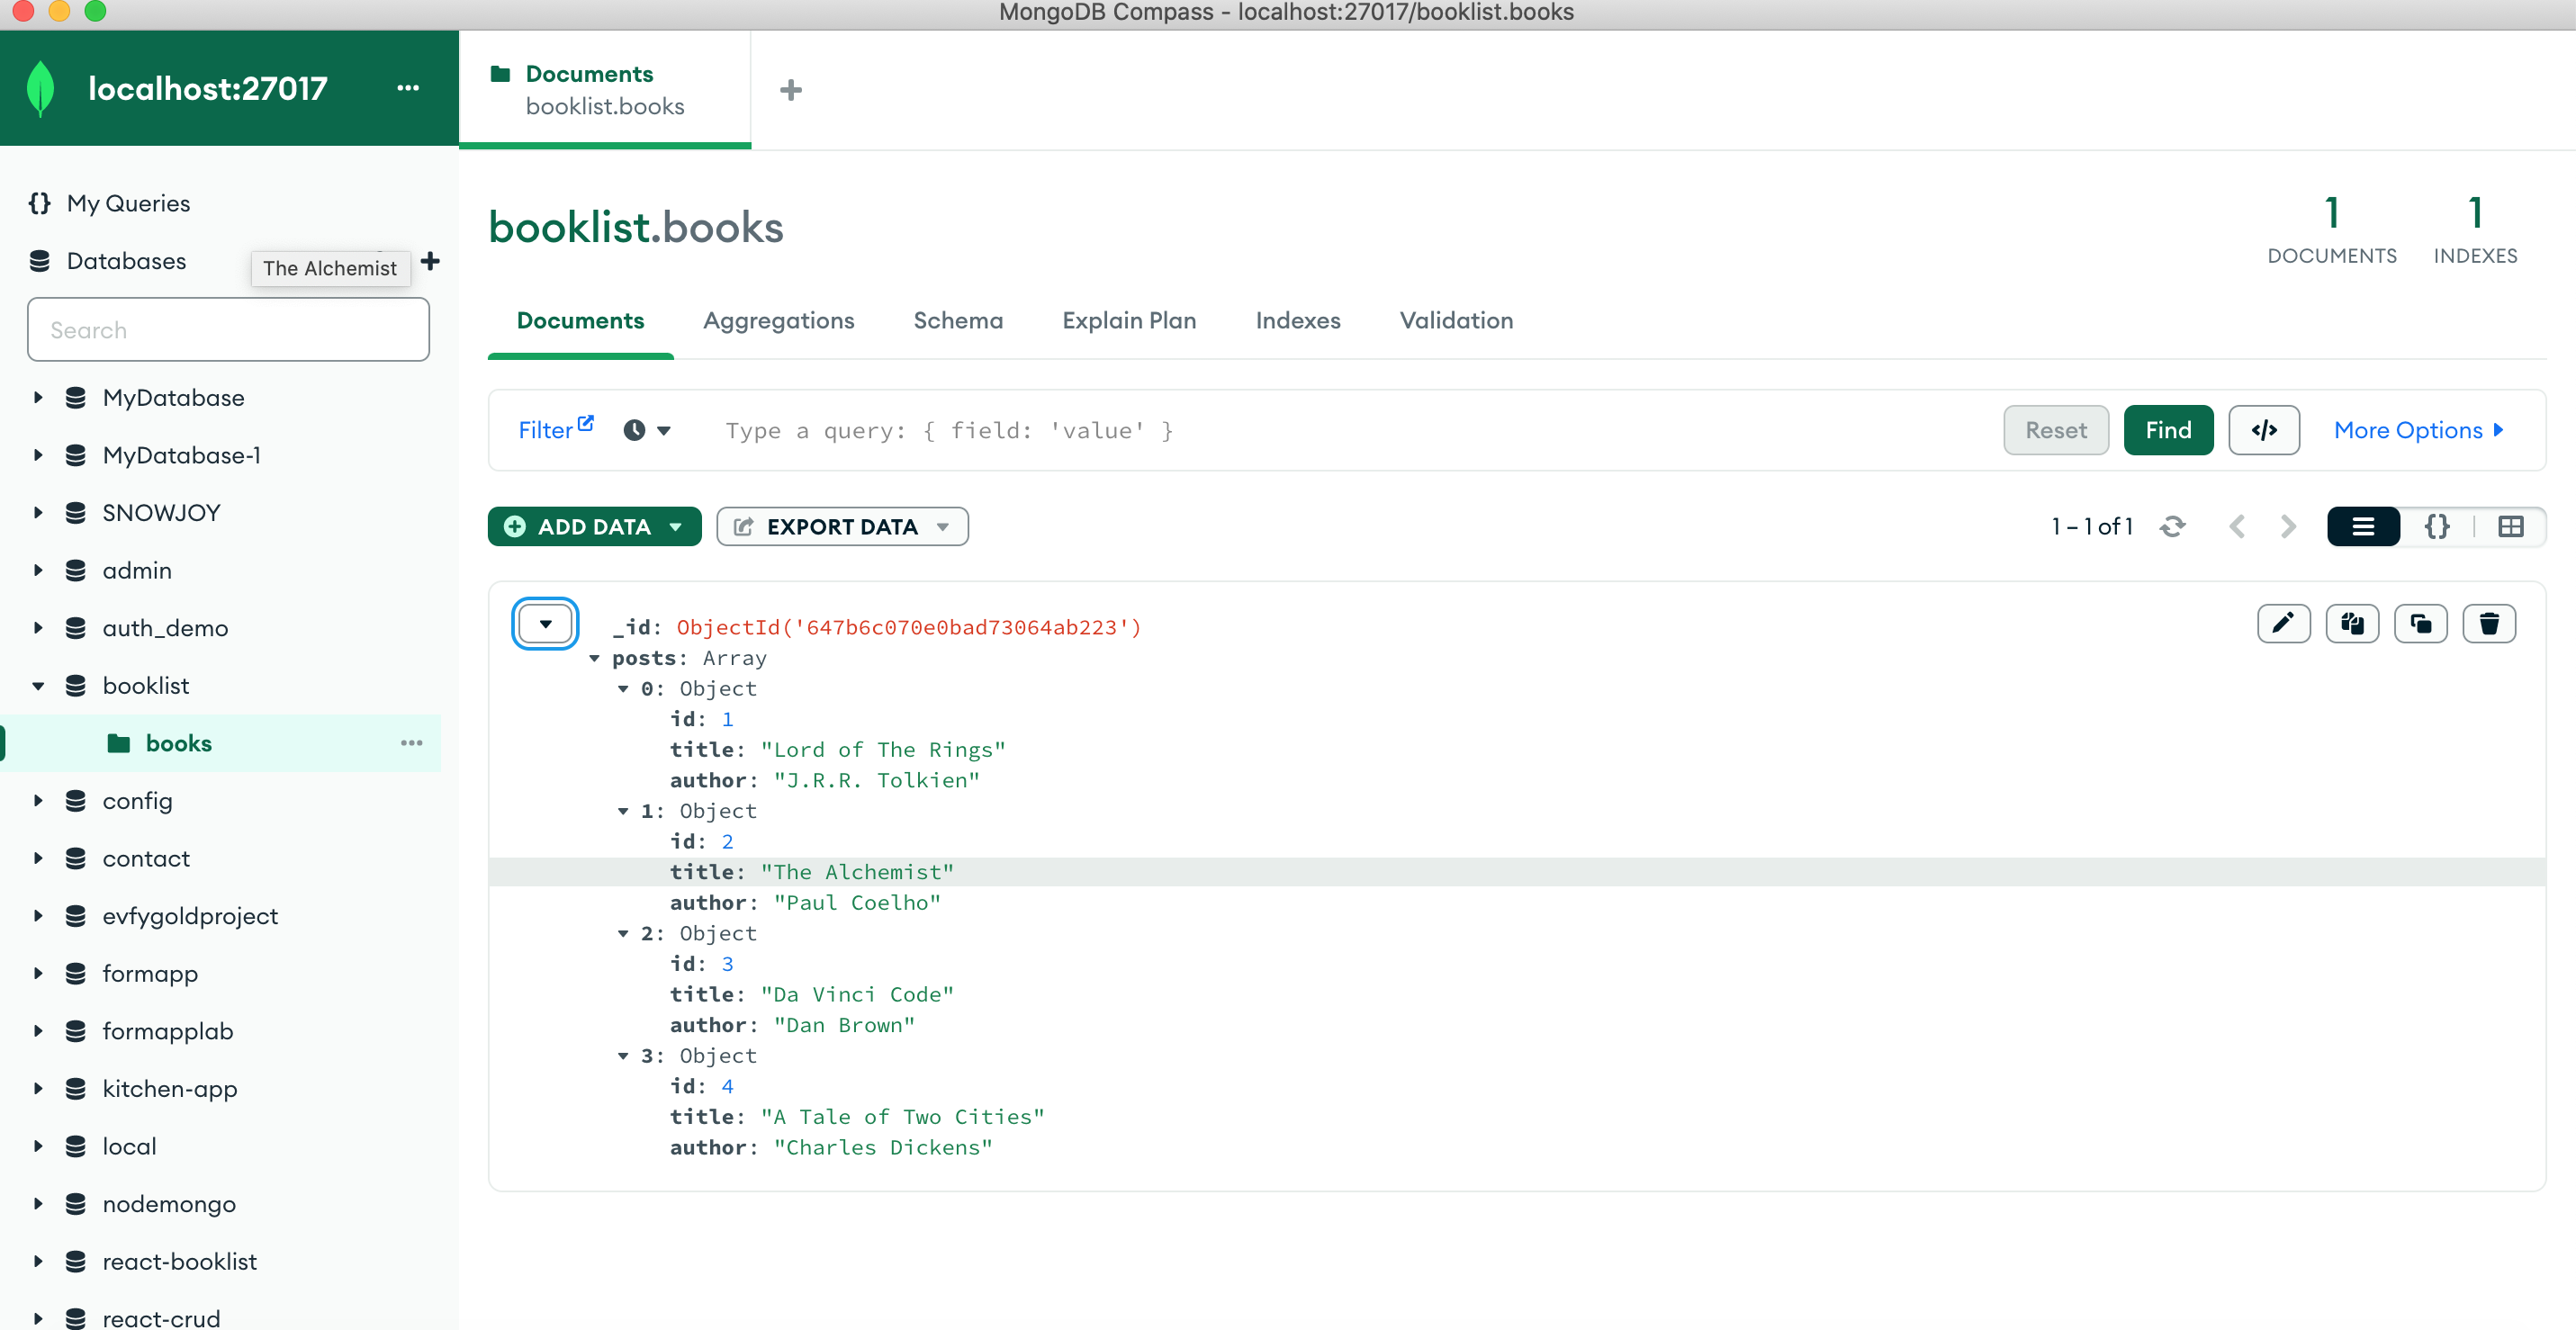 MongoDB Compass - localhost:27017/booklist.books
localhost:27017
My Queries
Databases
The Alchemist
Search
MyDatabase
MyDatabase-1
SNOWJOY
admin
auth_demo
booklist
books
config
contact
evfygoldproject
formapp
formapplab
kitchen-app
local
nodemongo
react-booklist
react-crud
Documents
booklist.books
booklist.books
1
DOCUMENTS
1
INDEXES
Documents Aggregations Schema Explain Plan Indexes Validation
Filter Type a query: { field: 'value' } Reset Find </> More Options
ADD DATA EXPORT DATA 1 – 1 of 1 {}
_id: ObjectId('647b6c070e0bad73064ab223')
posts: Array
0: Object
id: 1
title: "Lord of The Rings"
author: "J.R.R. Tolkien"
1: Object
id: 2
title: "The Alchemist"
author: "Paul Coelho"
2: Object
id: 3
title: "Da Vinci Code"
author: "Dan Brown"
3: Object
id: 4
title: "A Tale of Two Cities"
author: "Charles Dickens"